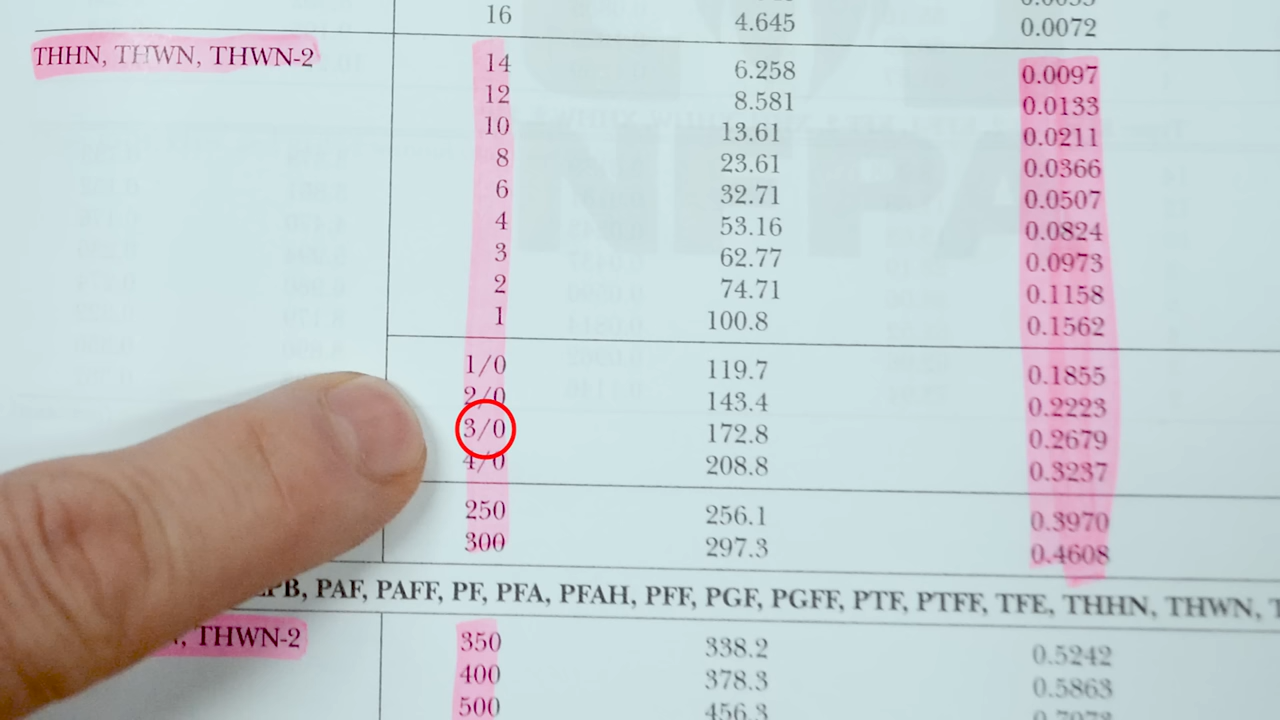 16 4.645 0.0072
THHN, THWN, THWN-2 14 6.258 0.0097
12 8.581 0.0133
10 13.61 0.0211
8 23.61 0.0366
6 32.71 0.0507
4 53.16 0.0824
3 62.77 0.0973
2 74.71 0.1158
1 100.8 0.1562
1/0 119.7 0.1855
2/0 143.4 0.2223
3/0 172.8 0.2679
4/0 208.8 0.3237
250 256.1 0.3970
300 297.3 0.4608
PAF, PAFF, PF, PFA, PFAH, PFF, PGF, PGFF, PTF, PTFF, TFE, THHN, THWN,
THWN-2 350 338.2 0.5242
400 378.3 0.5863
500 456.3
NFPA